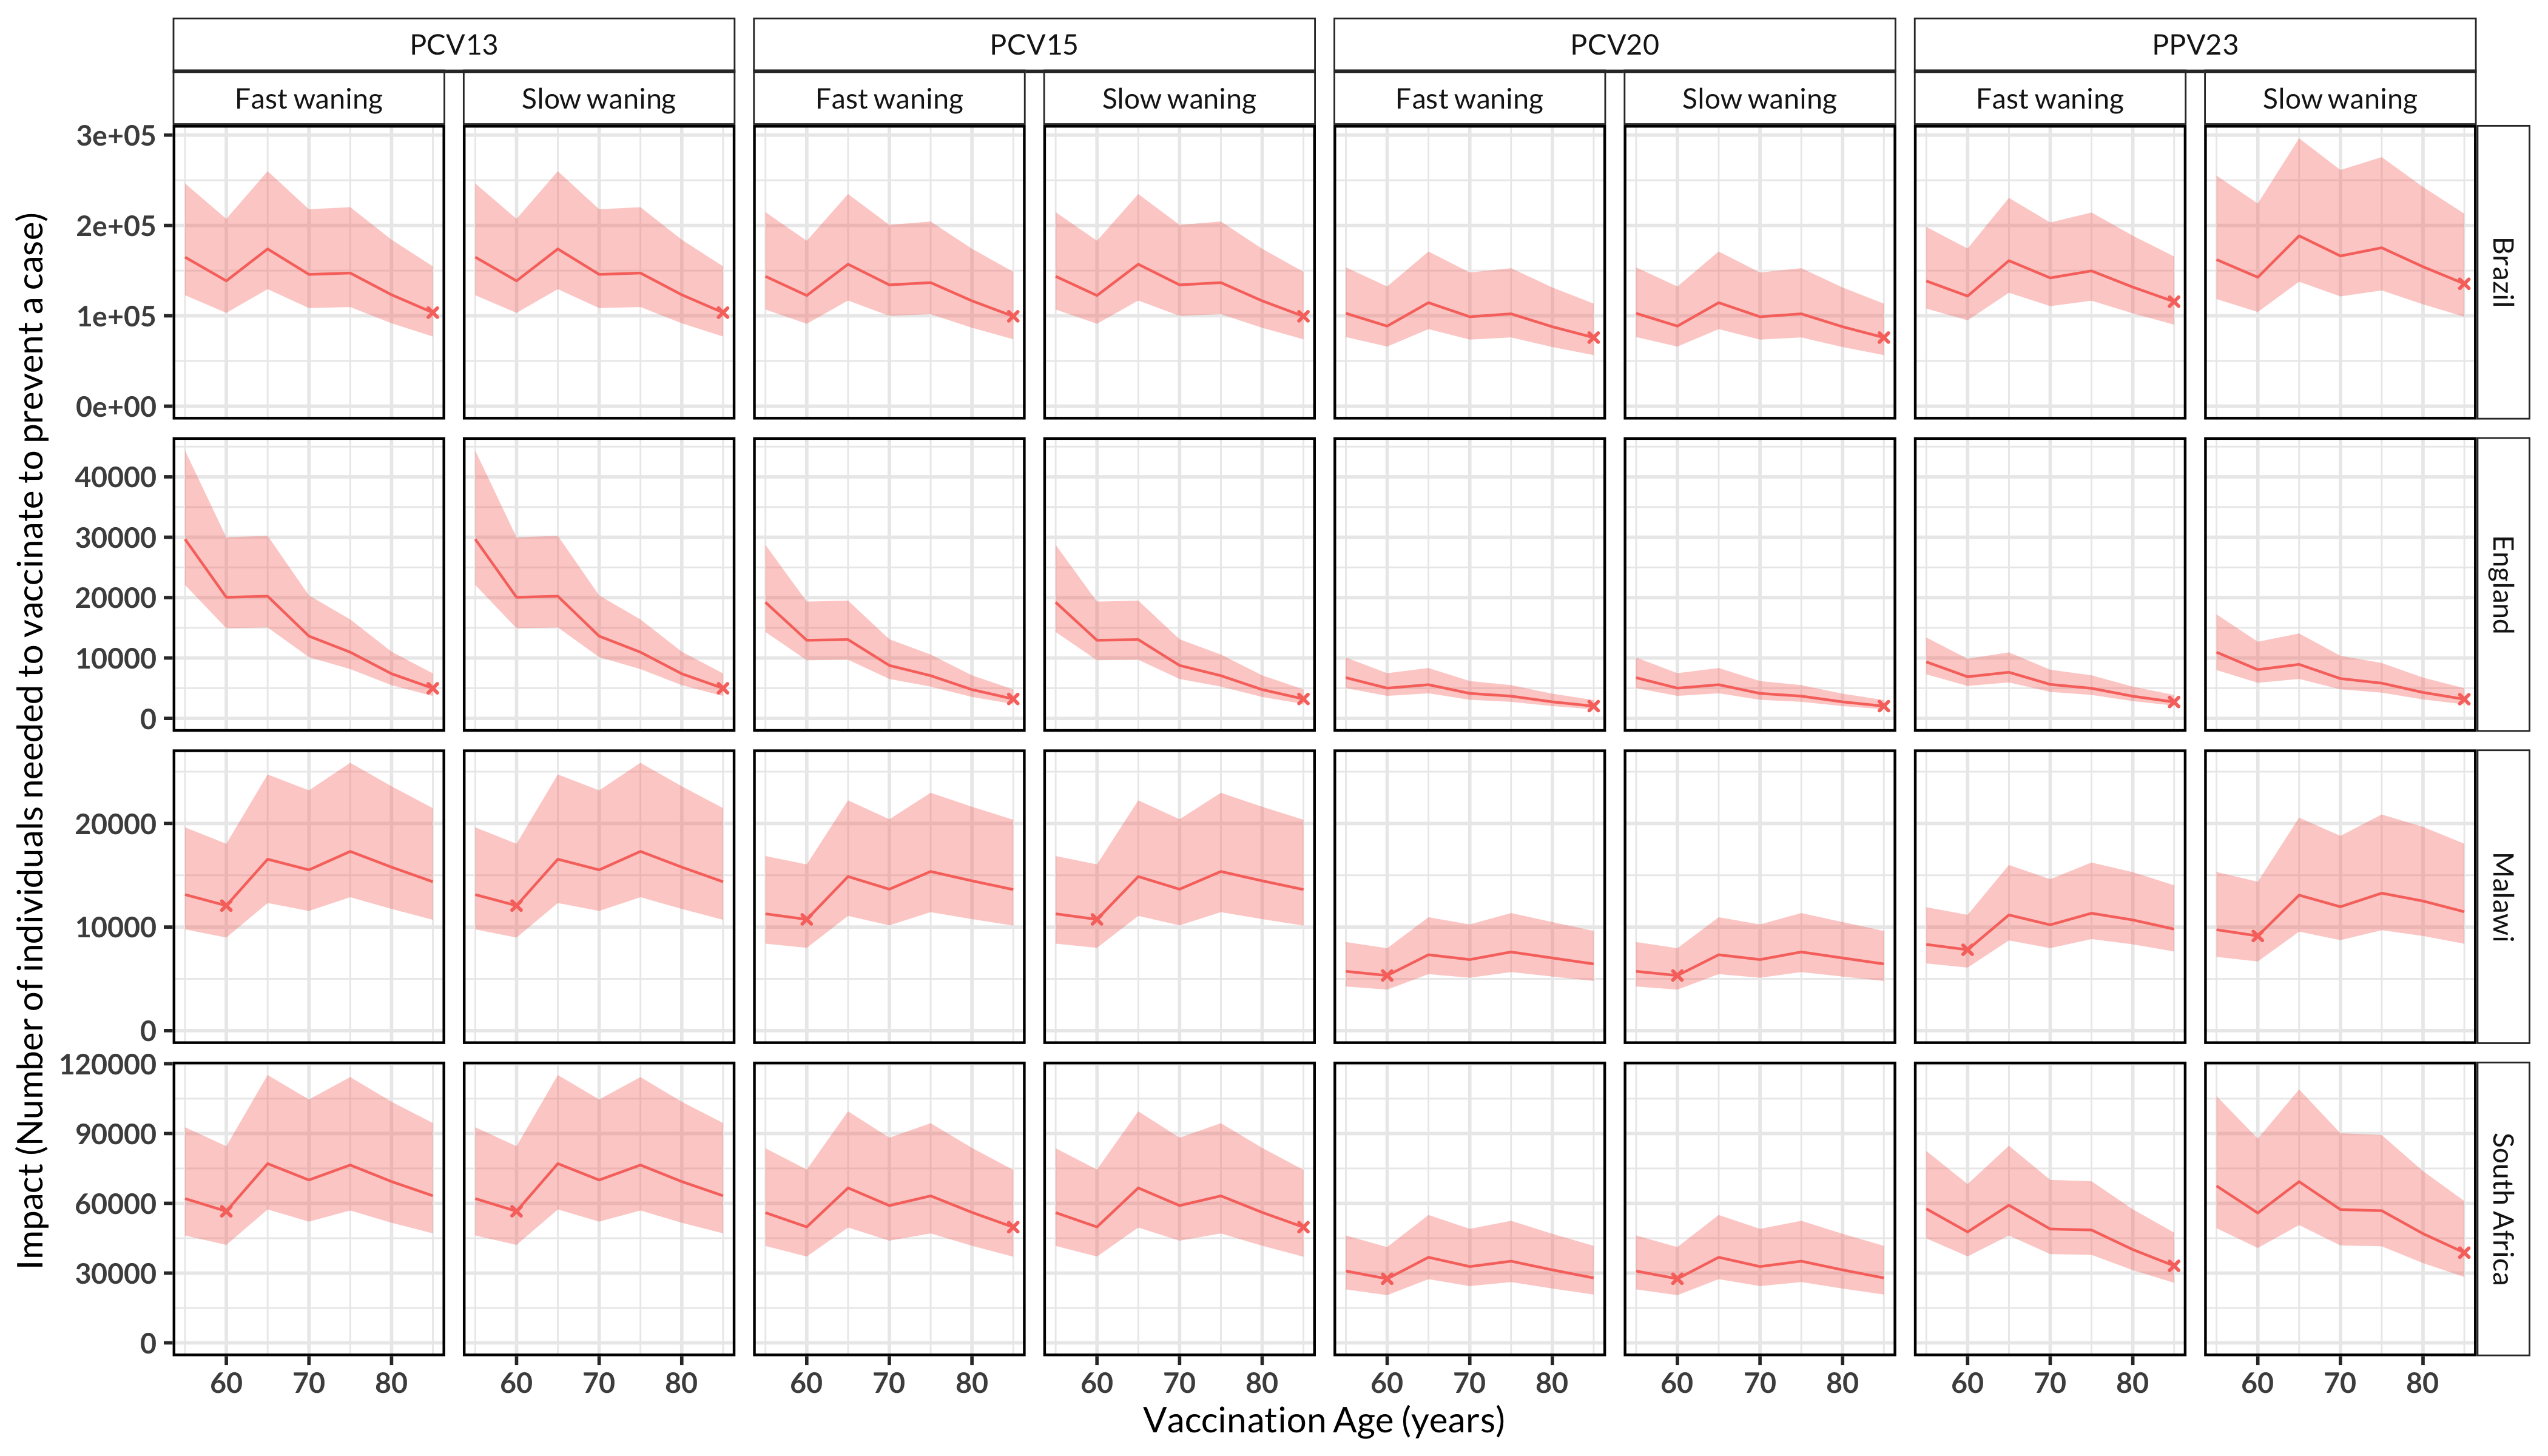 PCV13 PCV15 PCV20 PPV23
Fast waning Slow waning Fast waning Slow waning Fast waning Slow waning Fast waning Slow waning
Impact (Number of individuals needed to vaccinate to prevent a case)
3e+05
2e+05
1e+05
0e+00
Brazil
40000
30000
20000
10000
0
England
20000
10000
0
Malawi
120000
90000
60000
30000
0
South Africa
60 70 80 60 70 80 60 70 80 60 70 80 60 70 80 60 70 80 60 70 80 60 70 80
Vaccination Age (years)